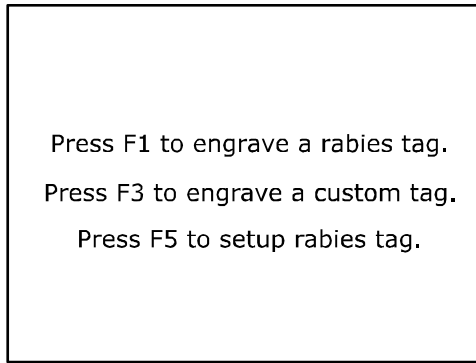 Press F1 to engrave a rabies tag.
Press F3 to engrave a custom tag.
Press F5 to setup rabies tag.